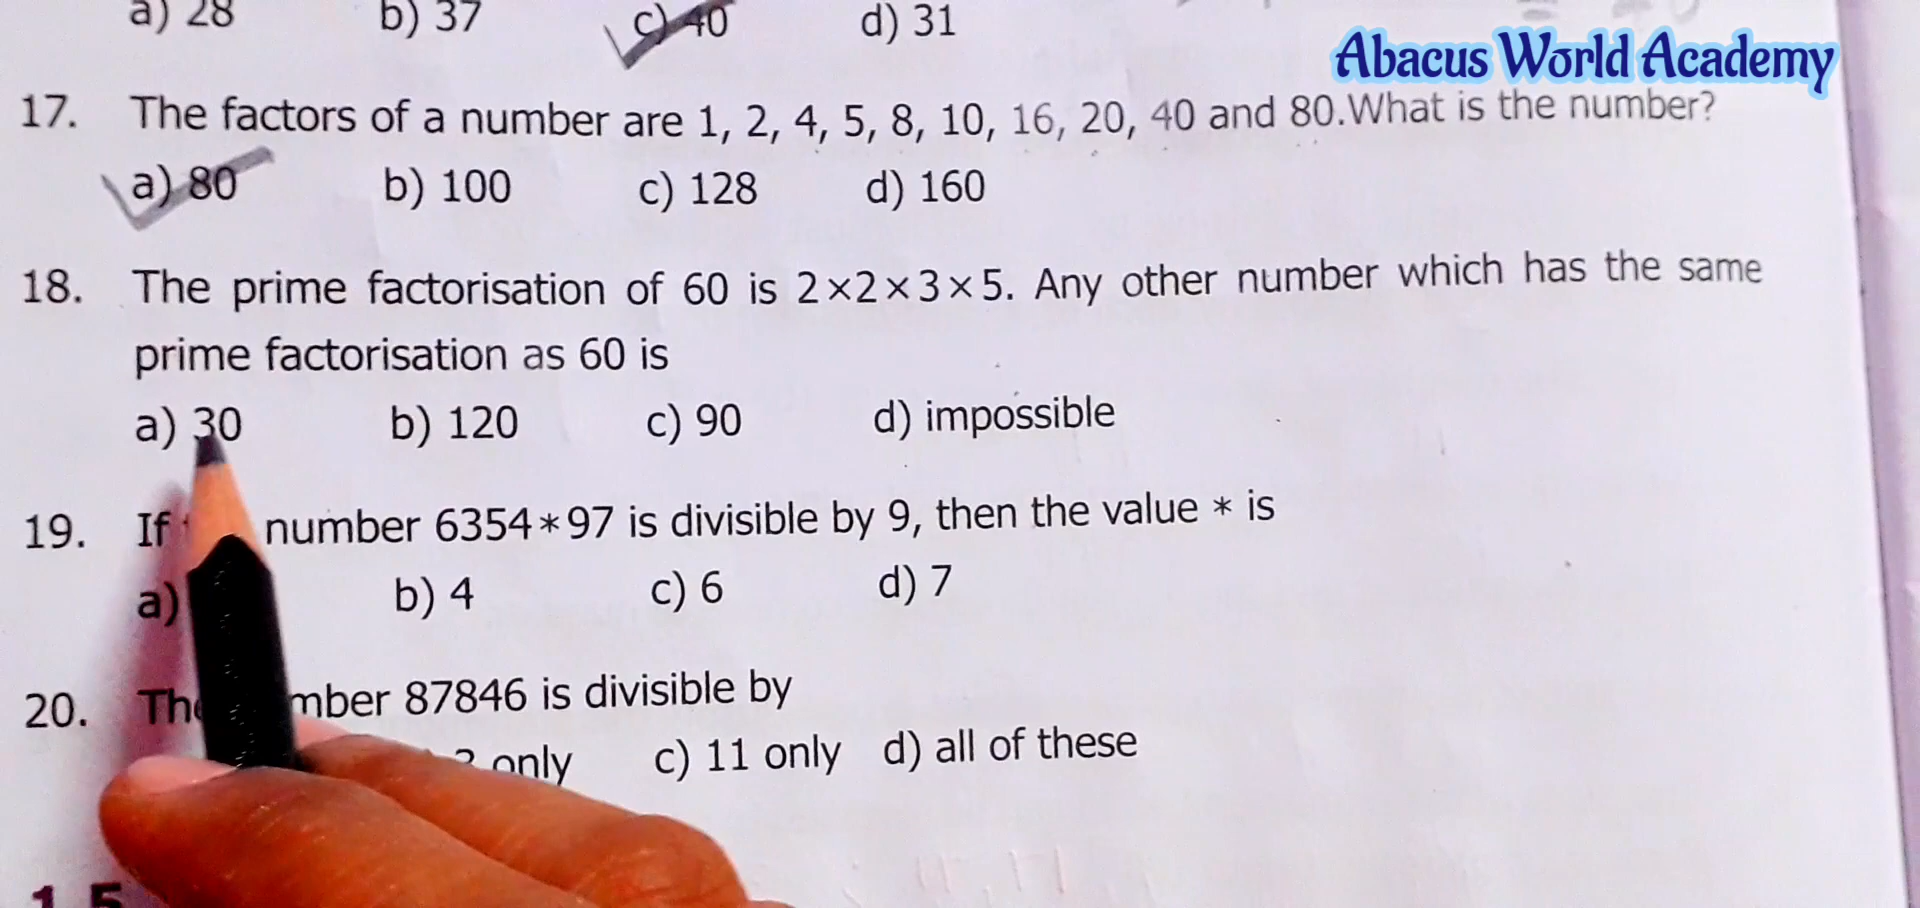 a) 28 b) 37 c) 40 d) 31
Abacus World Academy
17. The factors of a number are 1, 2, 4, 5, 8, 10, 16, 20, 40 and 80.What is the number?
a) 80 b) 100 c) 128 d) 160
18. The prime factorisation of 60 is 2×2×3×5. Any other number which has the same
prime factorisation as 60 is
a) 30 b) 120 c) 90 d) impossible
19. If number 6354*97 is divisible by 9, then the value * is
a) b) 4 c) 6 d) 7
20. 87846 is divisible by
only c) 11 only d) all of these